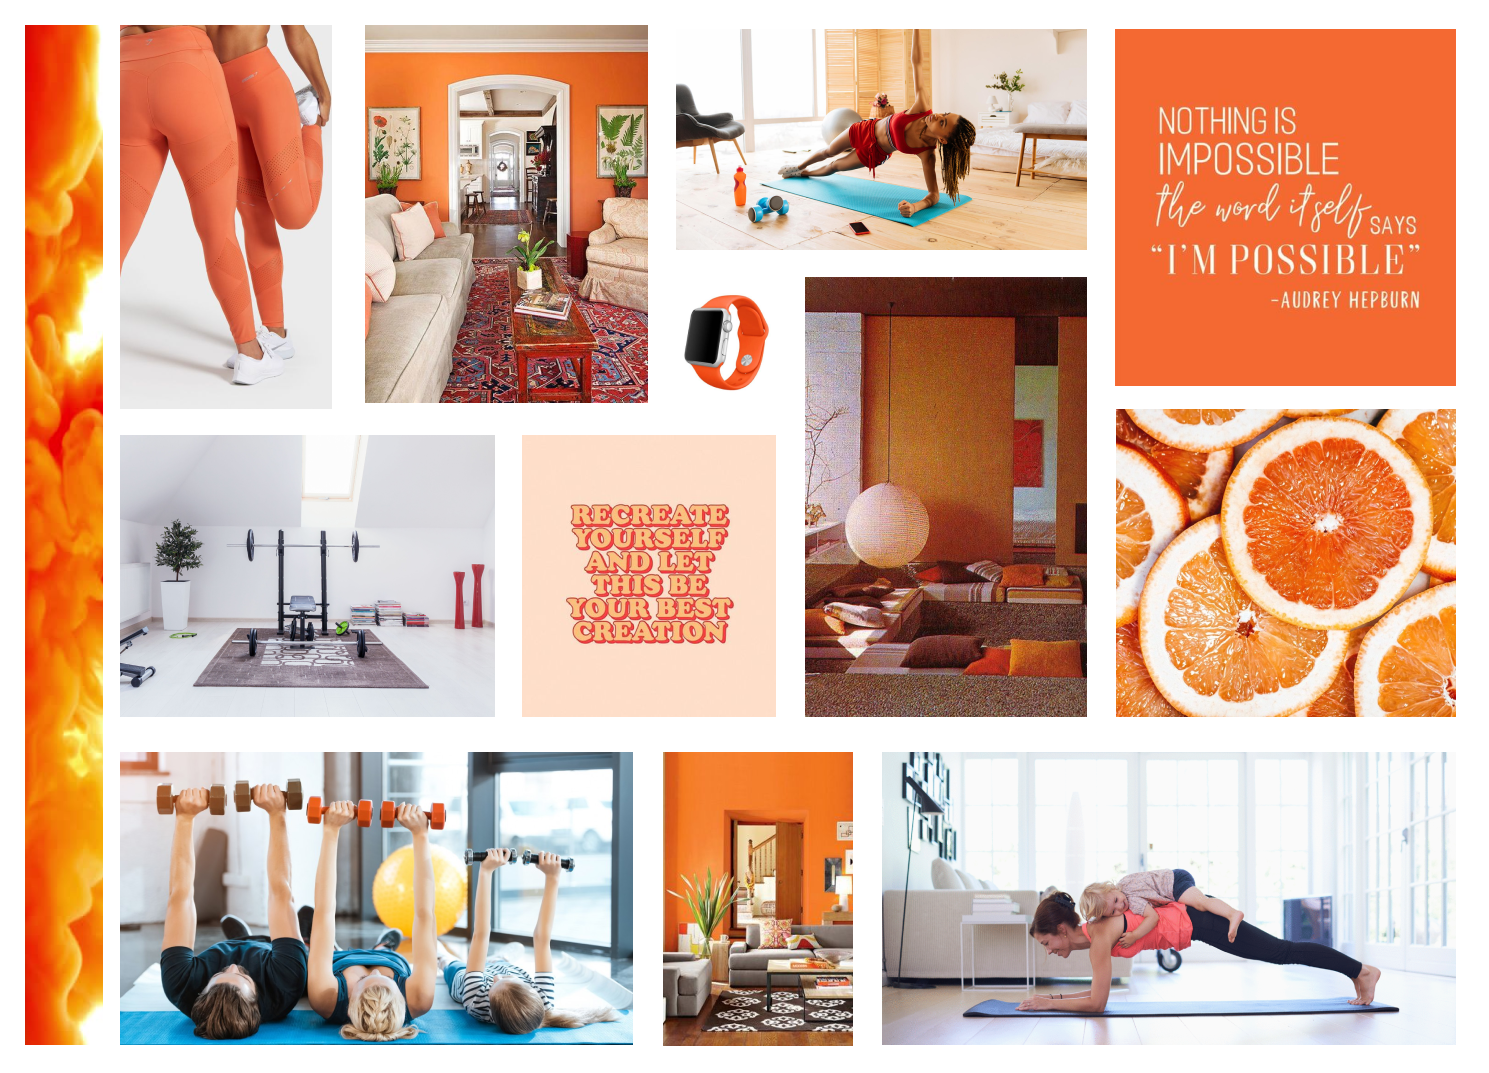 NOTHING IS
IMPOSSIBLE
the word itself SAYS
“I’M POSSIBLE”
-AUDREY HEPBURN
RECREATE
YOURSELF
AND LET
THIS BE
YOUR BEST
CREATION